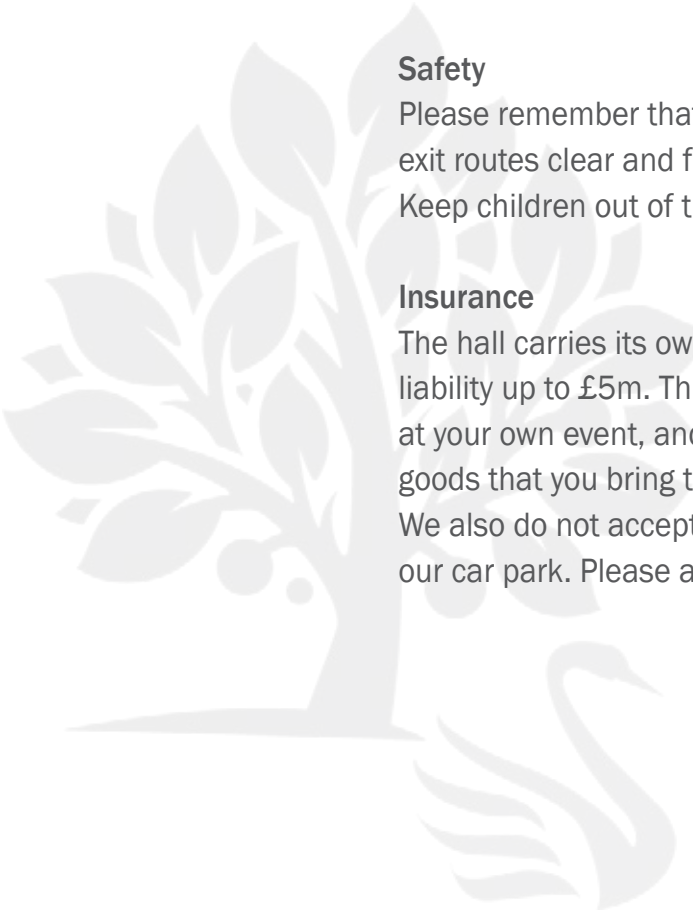 Safety
Please remember that
exit routes clear and f
Keep children out of t
Insurance
The hall carries its ow
liability up to £5m. Th
at your own event, and
goods that you bring t
We also do not accept
our car park. Please a